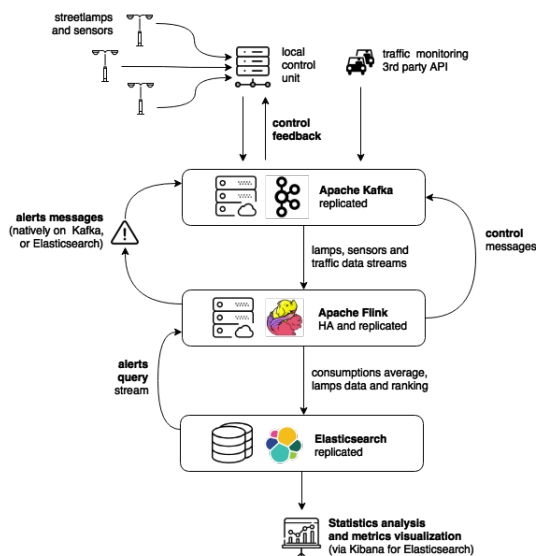 streetlamps
and sensors
local
control
unit
traffic monitoring
3rd party API
control
feedback
Apache Kafka
replicated
alerts messages
(natively on Kafka,
or Elasticsearch)
control
messages
lamps, sensors and
traffic data streams
Apache Flink
HA and replicated
alerts
query
stream
consumptions average,
lamps data and ranking
Elasticsearch
replicated
Statistics analysis
and metrics visualization
(via Kibana for Elasticsearch)